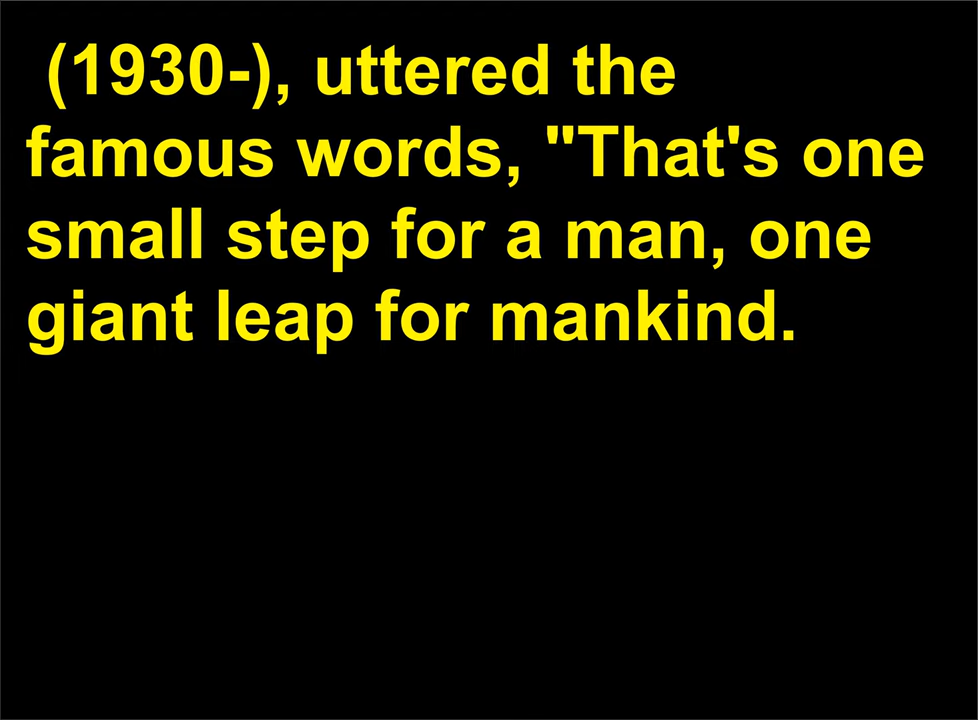 (1930-), uttered the
famous words, "That's one
small step for a man, one
giant leap for mankind.